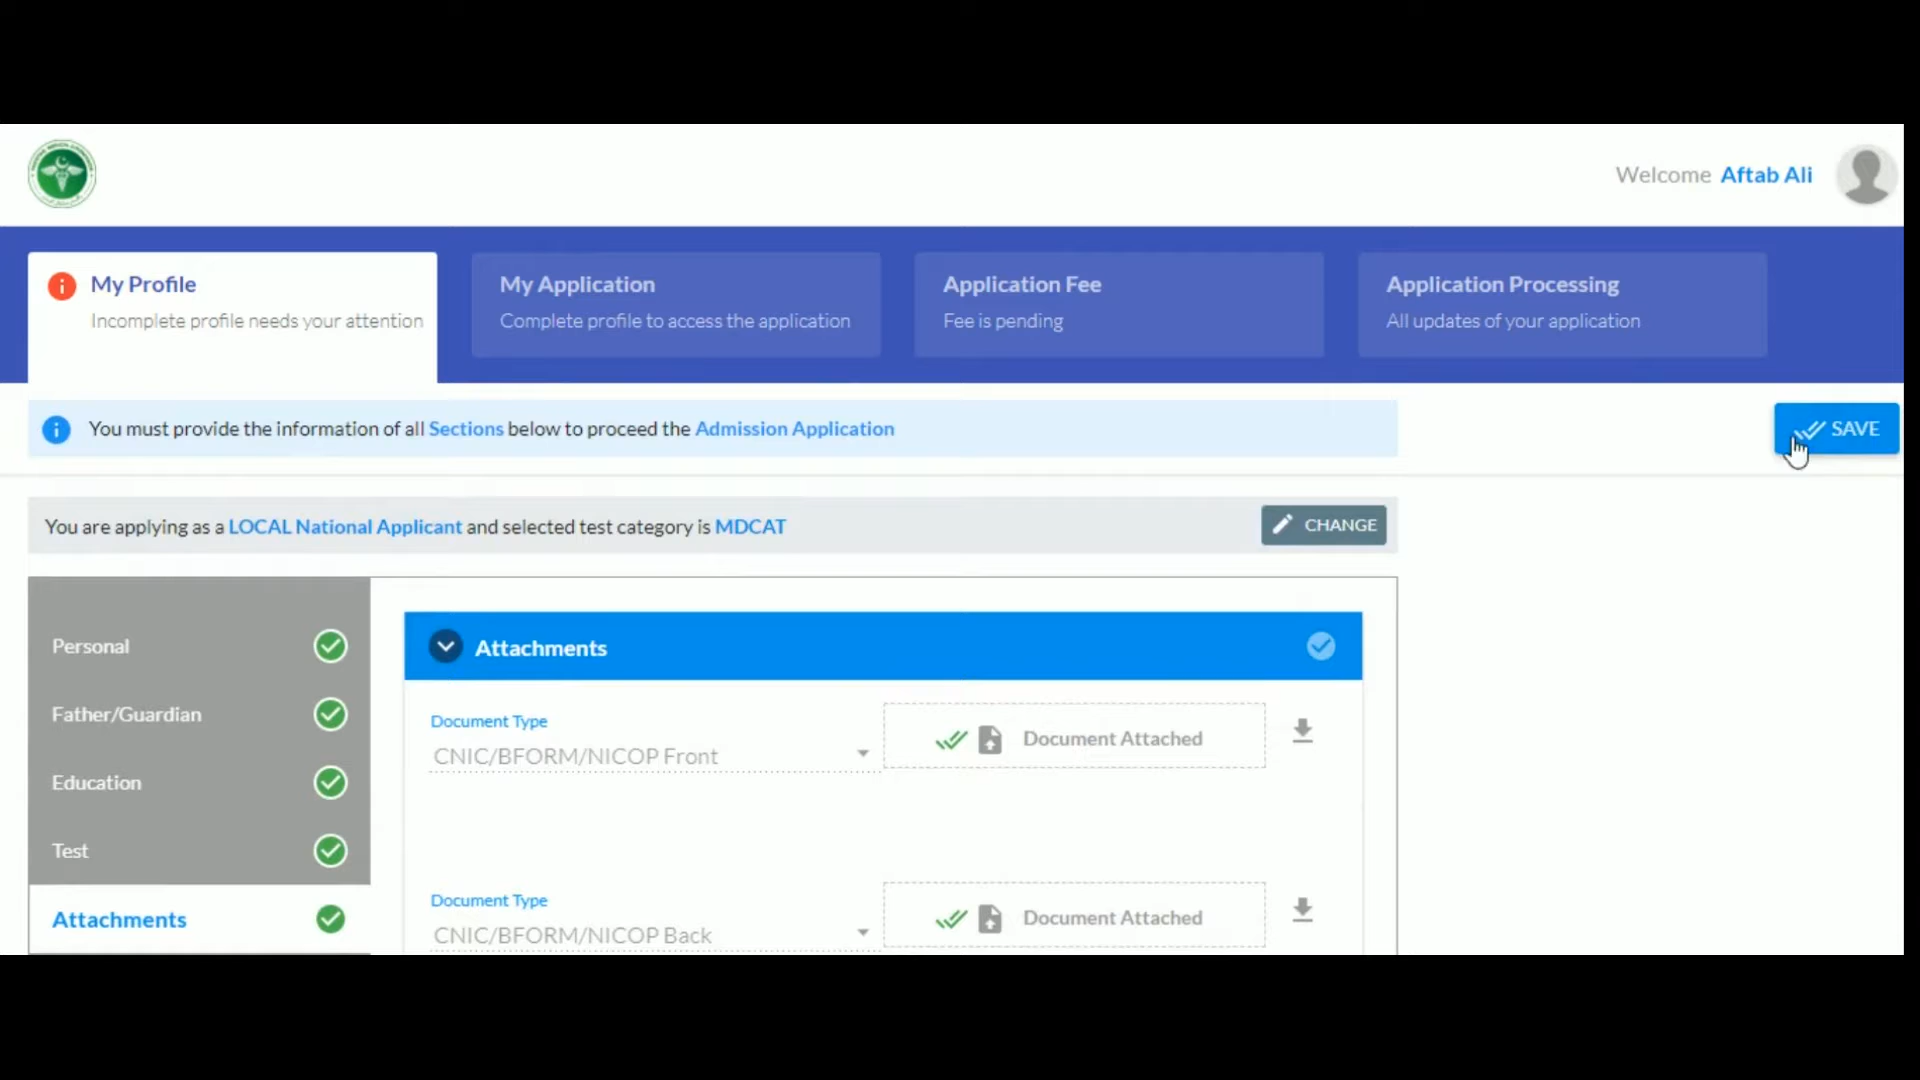 Welcome Aftab Ali
My Profile
Incomplete profile needs your attention
My Application
Complete profile to access the application
Application Fee
Fee is pending
Application Processing
All updates of your application
You must provide the information of all Sections below to proceed the Admission Application
SAVE
You are applying as a LOCAL National Applicant and selected test category is MDCAT
CHANGE
Personal
Father/Guardian
Education
Test
Attachments
Attachments
Document Type
CNIC/BFORM/NICOP Front
Document Attached
Document Type
CNIC/BFORM/NICOP Back
Document Attached